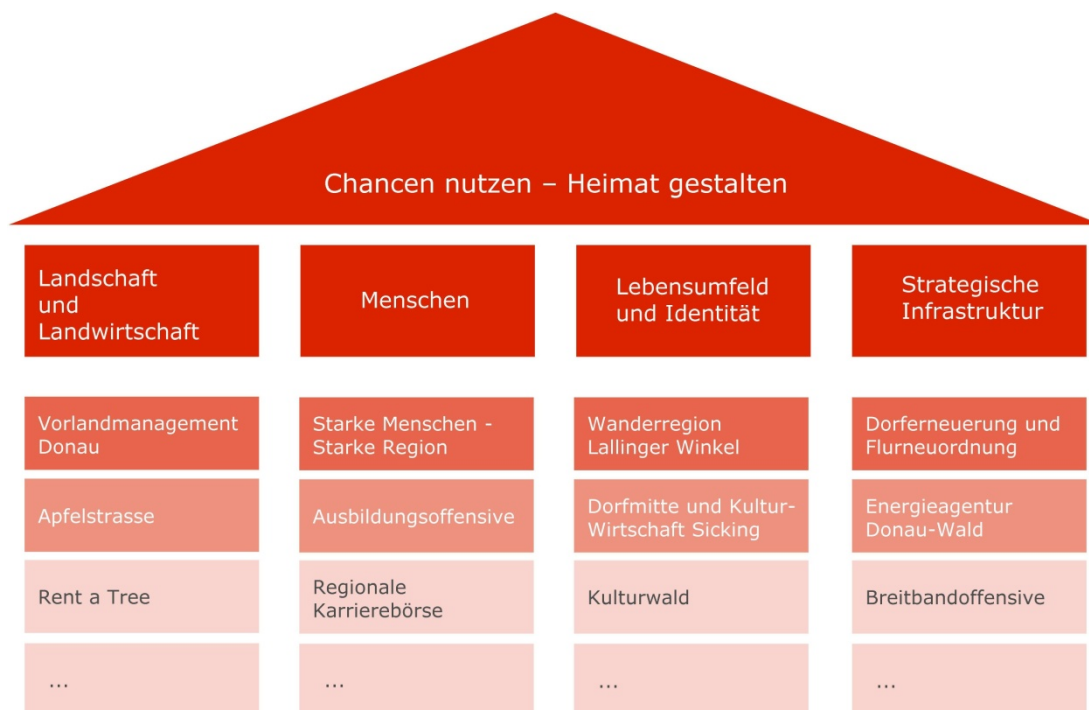 Chancen nutzen – Heimat gestalten
Landschaft
und
Landwirtschaft
Menschen
Lebensumfeld
und Identität
Strategische
Infrastruktur
Vorlandmanagement
Donau
Starke Menschen -
Starke Region
Wanderregion
Lallinger Winkel
Dorferneuerung und
Flurneuordnung
Apfelstrasse
Ausbildungsoffensive
Dorfmitte und Kultur-
Wirtschaft Sicking
Energieagentur
Donau-Wald
Rent a Tree
Regionale
Karrierebörse
Kulturwald
Breitbandoffensive
...
...
...
...